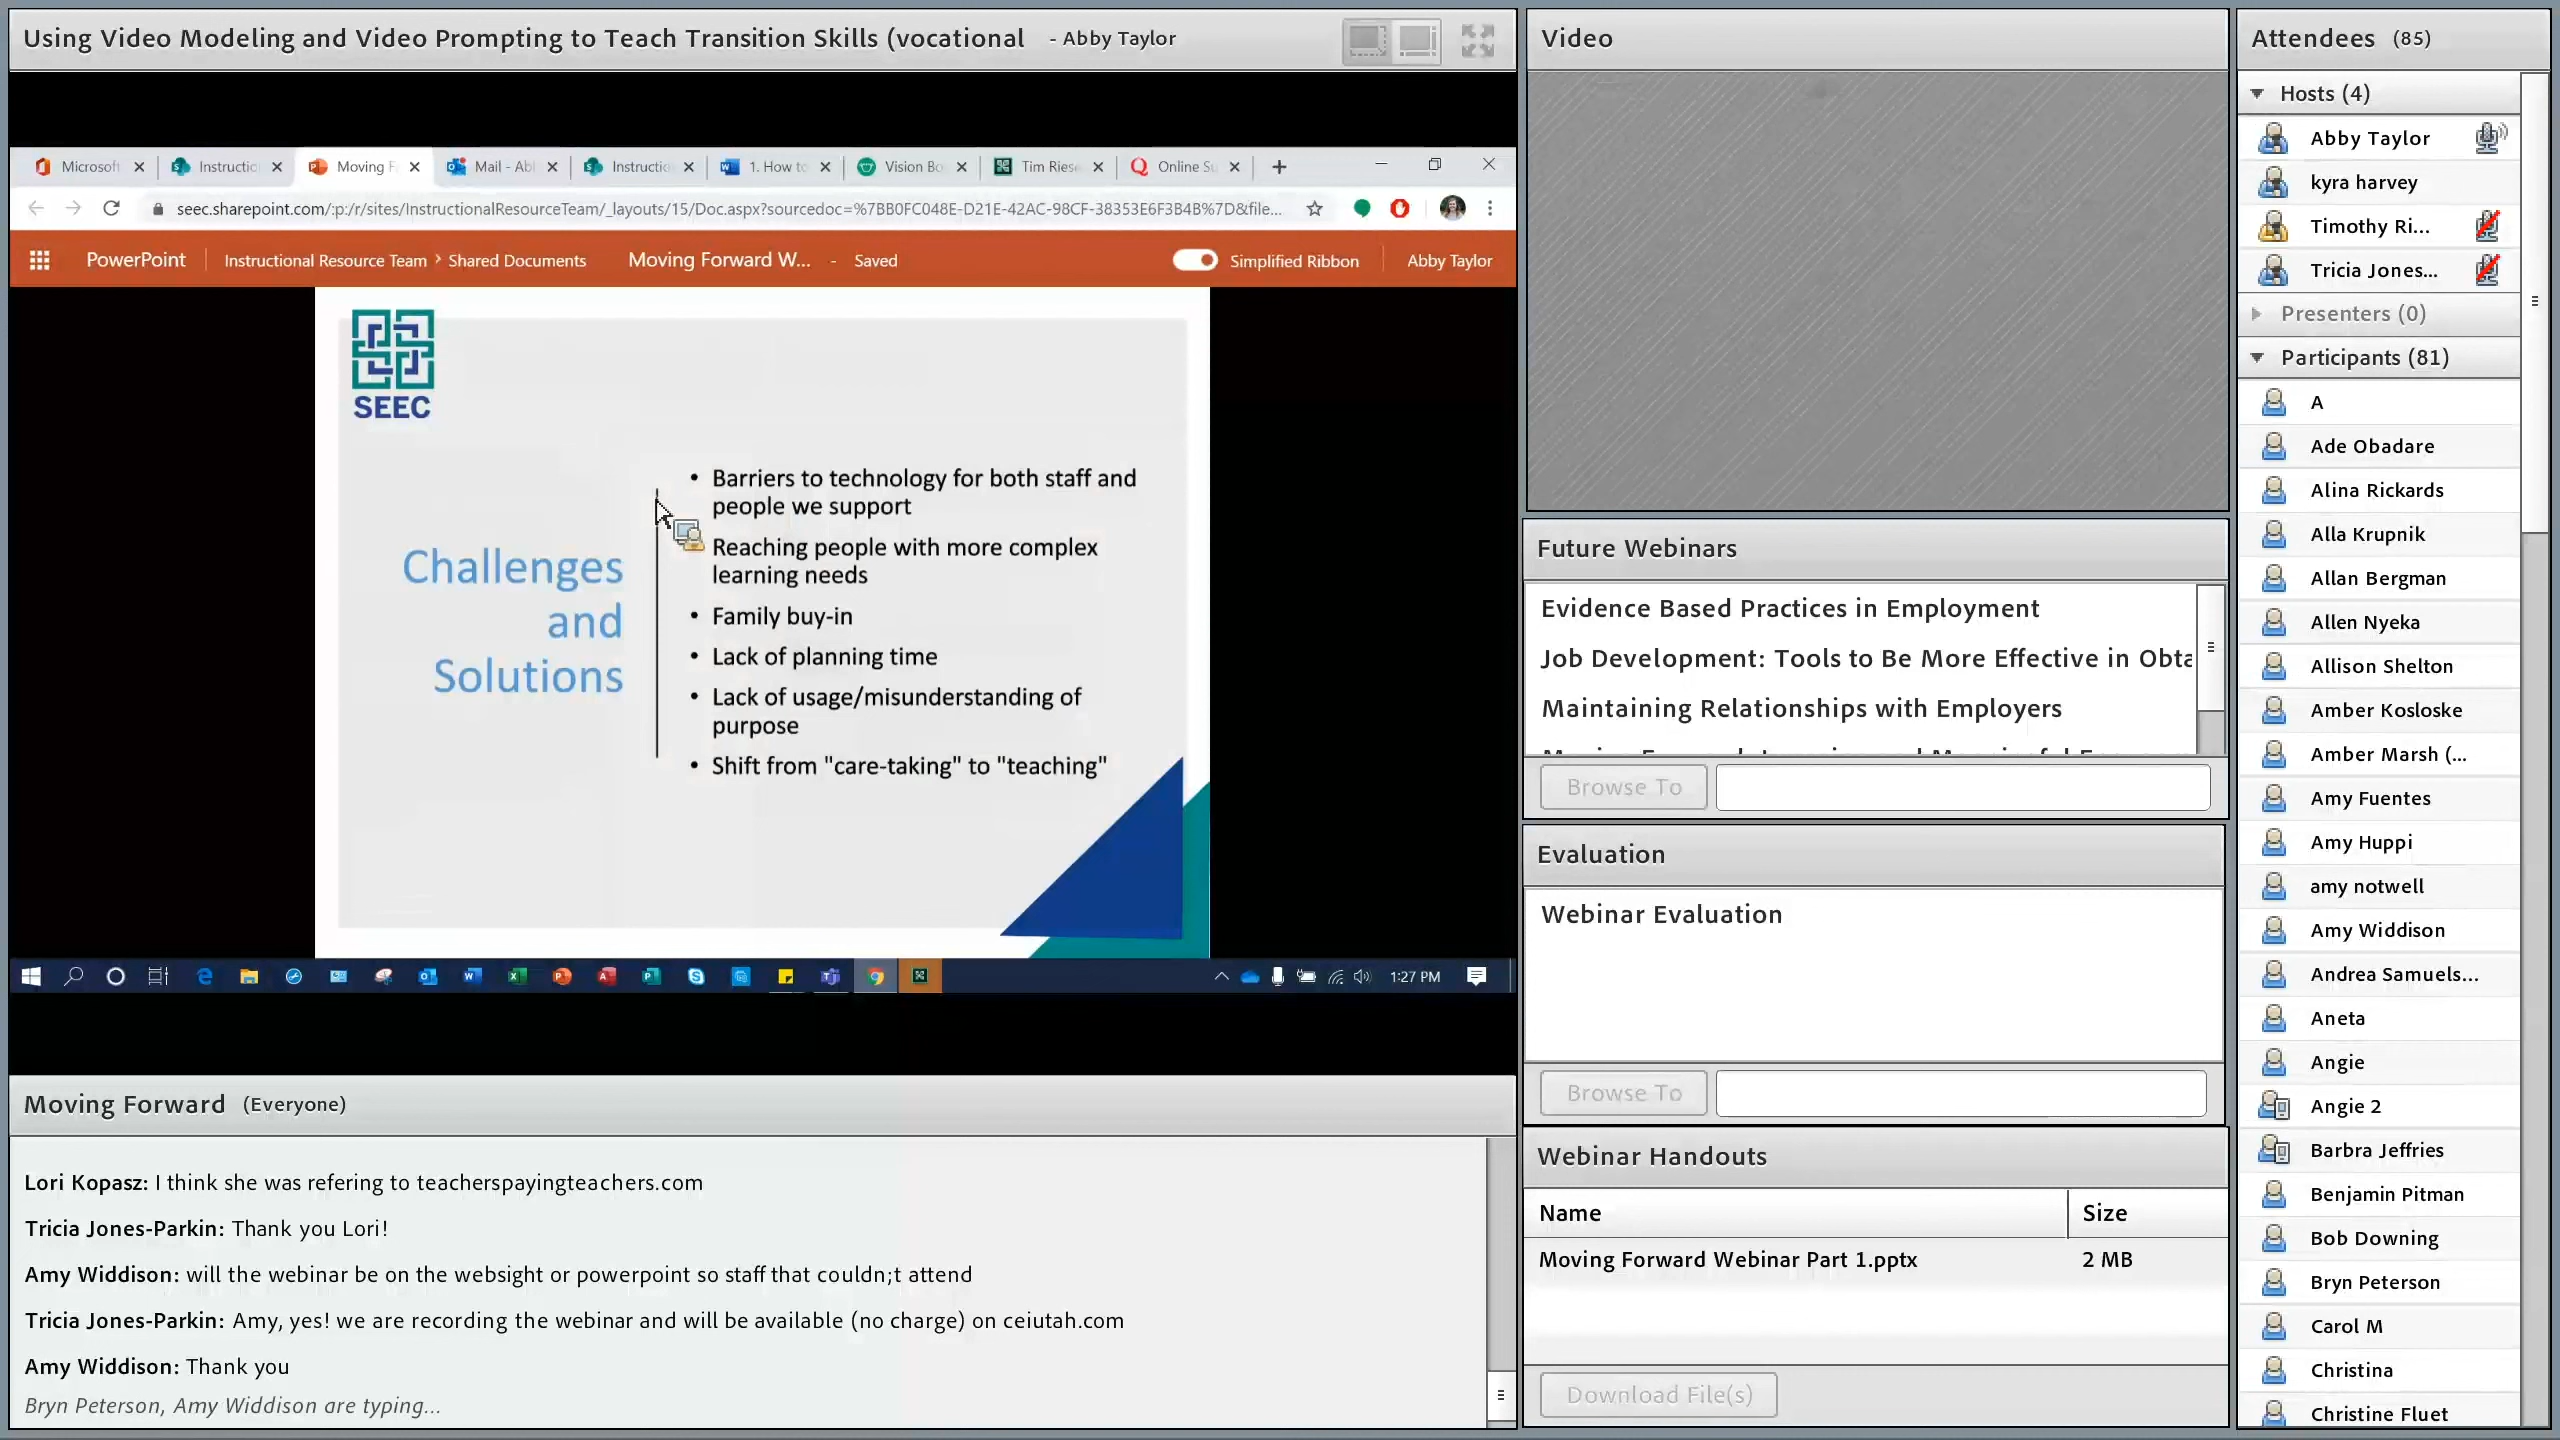 Using Video Modeling and Video Prompting to Teach Transition Skills (vocational - Abby Taylor
Microsoft
Instructio
Moving F
Mail - Ab
Instructio
1. How to
Vision Bo
Tim Riese
Online Su
seec.sharepoint.com/:p:/r/sites/InstructionalResourceTeam/_layouts/15/Doc.aspx?sourcedoc=%7BB0FC048E-D21E-42AC-98CF-38353E6F3B4B%7D&file...
PowerPoint Instructional Resource Team > Shared Documents Moving Forward W... - Saved Simplified Ribbon Abby Taylor
SEEC
Challenges
and
Solutions
• Barriers to technology for both staff and
people we support
Reaching people with more complex
learning needs
• Family buy-in
• Lack of planning time
• Lack of usage/misunderstanding of
purpose
• Shift from "care-taking" to "teaching"
1:27 PM
Moving Forward (Everyone)
Lori Kopasz: I think she was refering to teacherspayingteachers.com
Tricia Jones-Parkin: Thank you Lori!
Amy Widdison: will the webinar be on the websight or powerpoint so staff that couldn;t attend
Tricia Jones-Parkin: Amy, yes! we are recording the webinar and will be available (no charge) on ceiutah.com
Amy Widdison: Thank you
Bryn Peterson, Amy Widdison are typing...
Video
Future Webinars
Evidence Based Practices in Employment
Job Development: Tools to Be More Effective in Obta
Maintaining Relationships with Employers
Browse To
Evaluation
Webinar Evaluation
Browse To
Webinar Handouts
Name Size
Moving Forward Webinar Part 1.pptx 2 MB
Download File(s)
Attendees (85)
Hosts (4)
Abby Taylor
kyra harvey
Timothy Ri...
Tricia Jones...
Presenters (0)
Participants (81)
A
Ade Obadare
Alina Rickards
Alla Krupnik
Allan Bergman
Allen Nyeka
Allison Shelton
Amber Kosloske
Amber Marsh (...
Amy Fuentes
Amy Huppi
amy notwell
Amy Widdison
Andrea Samuels...
Aneta
Angie
Angie 2
Barbra Jeffries
Benjamin Pitman
Bob Downing
Bryn Peterson
Carol M
Christina
Christine Fluet